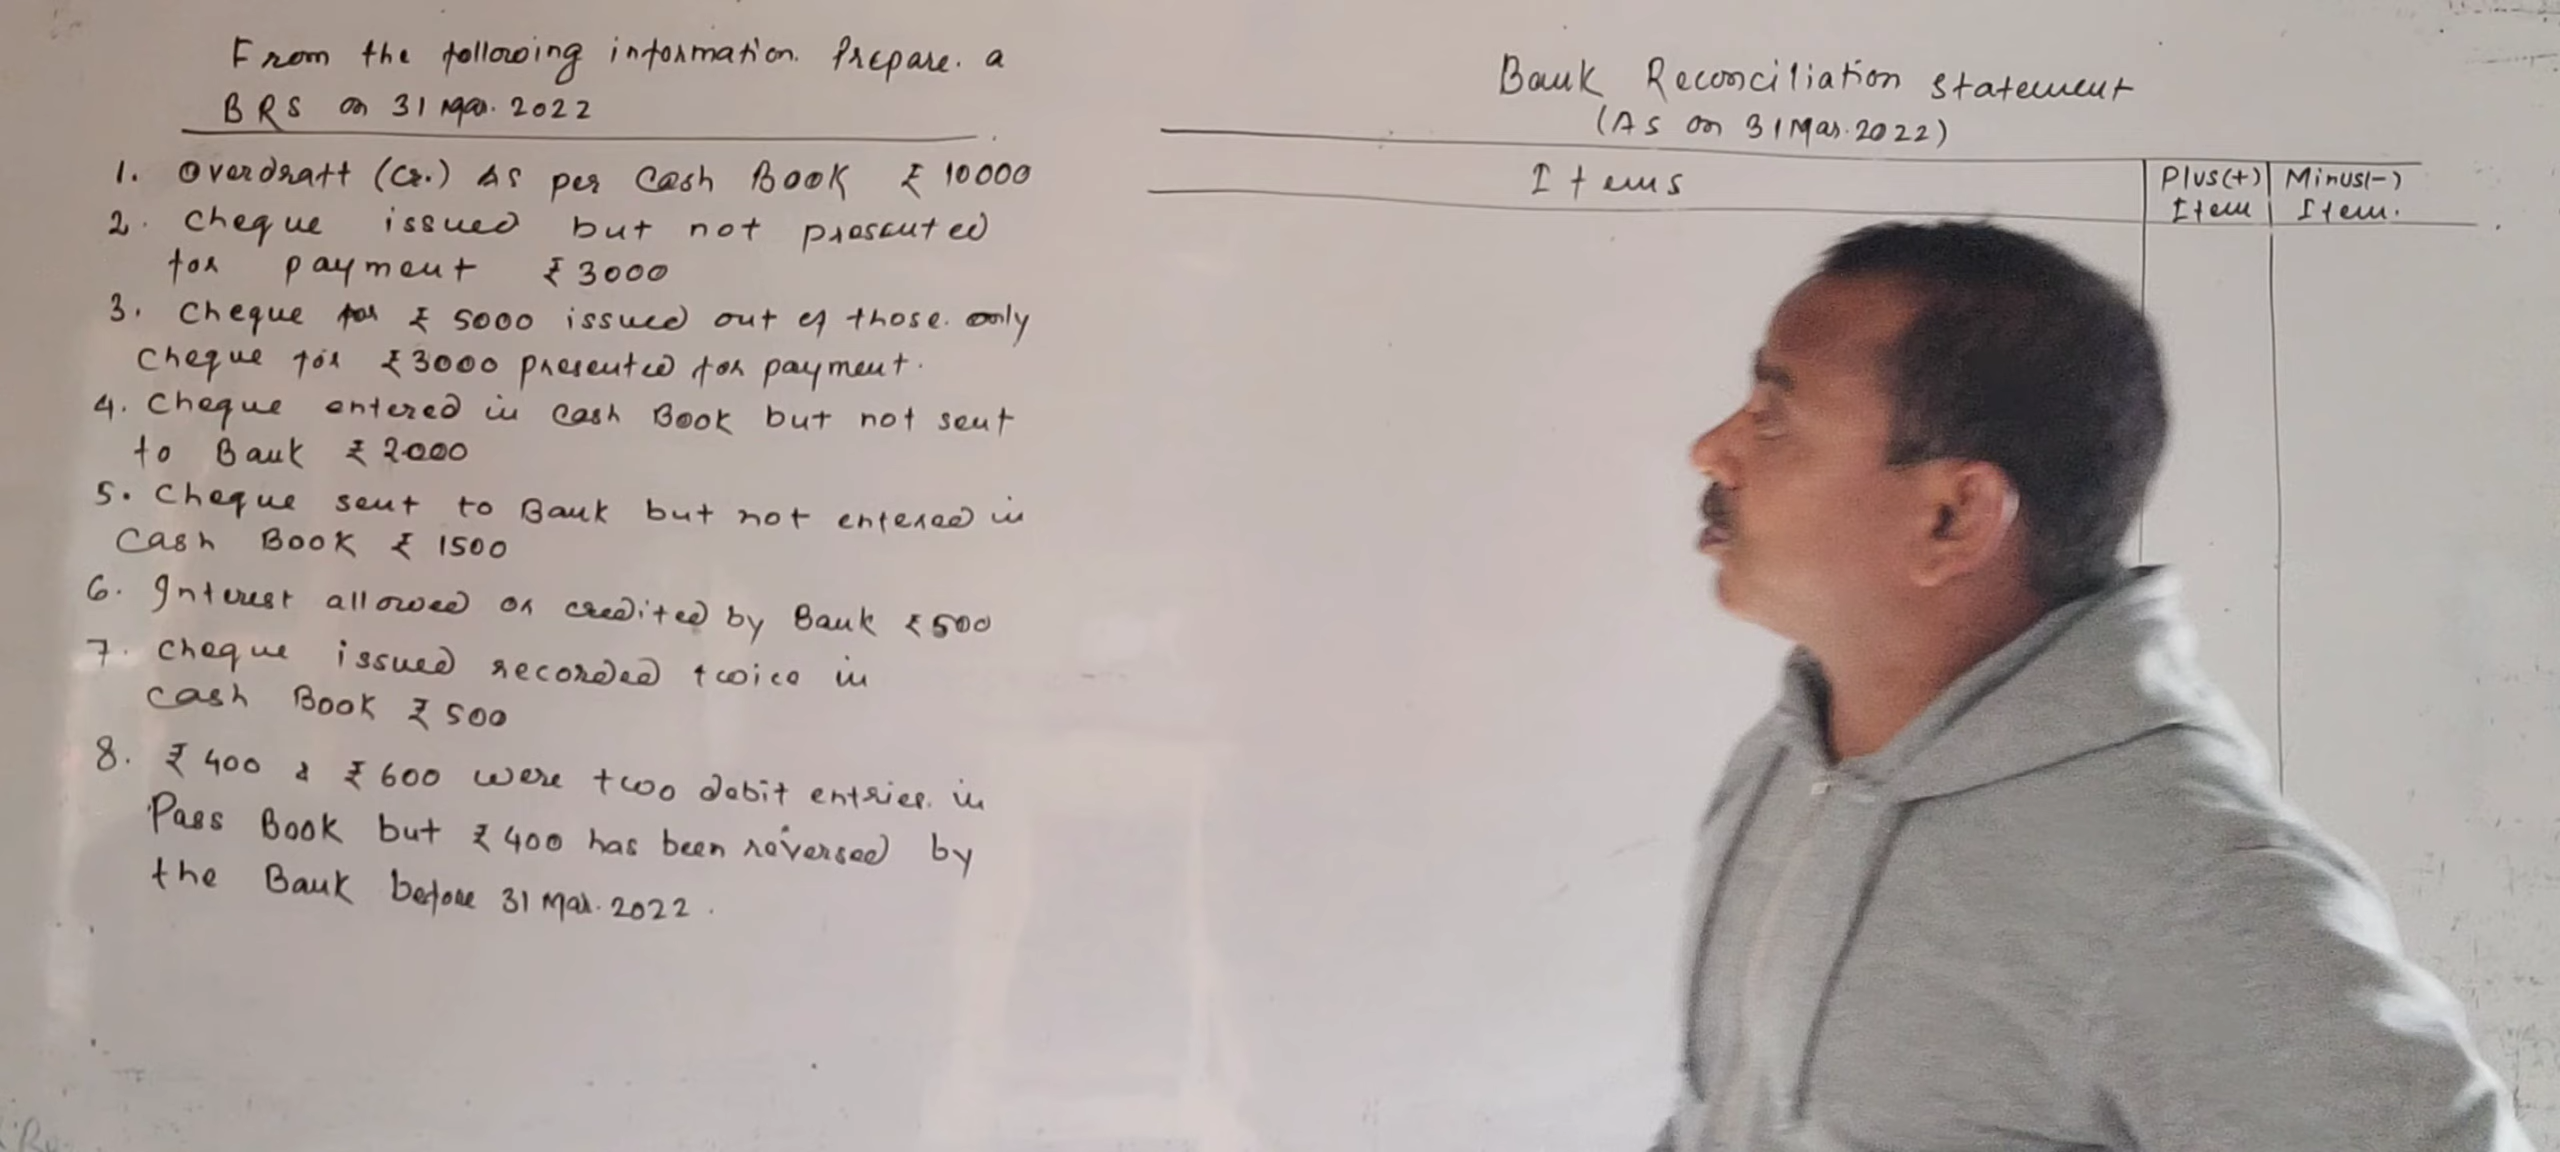 From the following information. Prepare. a
BRS on 31 Mar. 2022
1. Overdraft (Cr.) As per Cash Book ₹ 10000
2. Cheque issued but not presented
for payment ₹ 3000
3. Cheque for ₹ 5000 issued out of those. only
Cheque for ₹ 3000 presented for payment.
4. Cheque entered in Cash Book but not sent
to Bank ₹ 2000
5. Cheque sent to Bank but not entered in
Cash Book ₹ 1500
6. Interest allowed or credited by Bank ₹ 500
7. Cheque issued recorded twice in
Cash Book ₹ 500
8. ₹ 400 & ₹ 600 were two debit entries. in
Pass Book but ₹ 400 has been reversed by
the Bank before 31 Mar. 2022.
Bank Reconciliation Statement
(As on 31 Mar. 2022)
Items Plus(+) Minus(-)
Item Item.